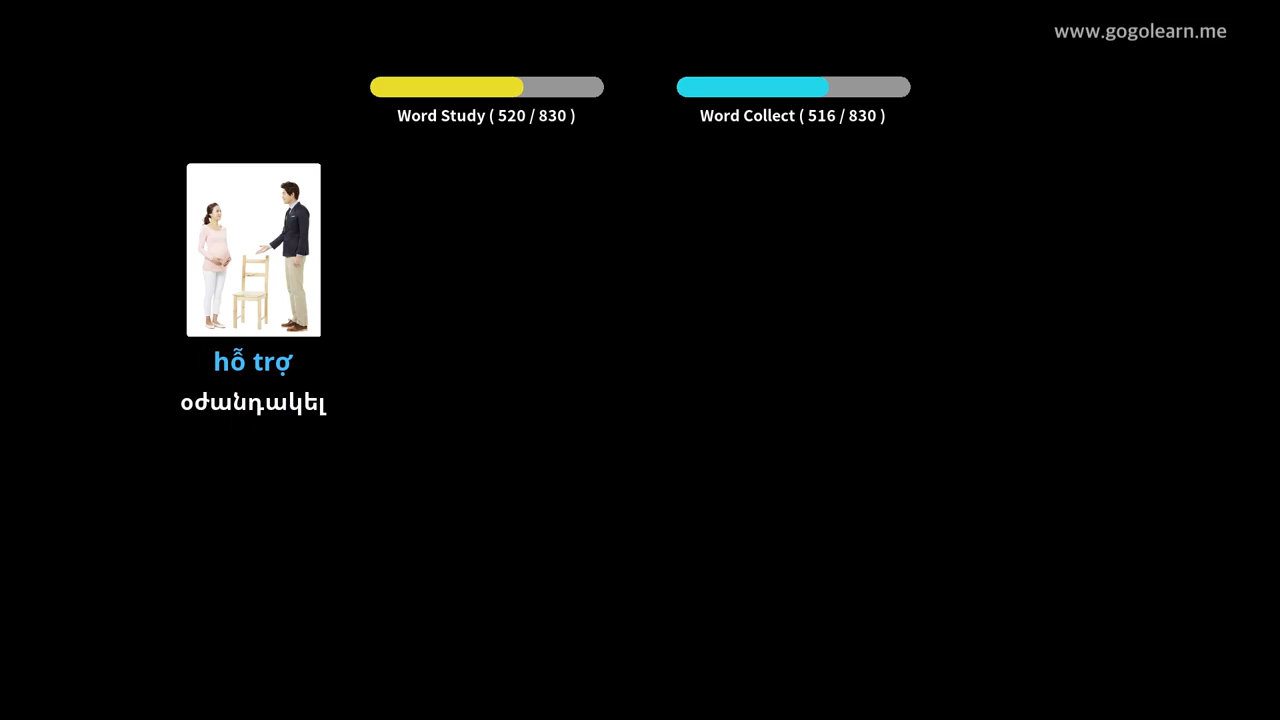 www.gogolearn.me
Word Study ( 520 / 830 )
Word Collect ( 516 / 830 )
hỗ trợ
օժանդակել